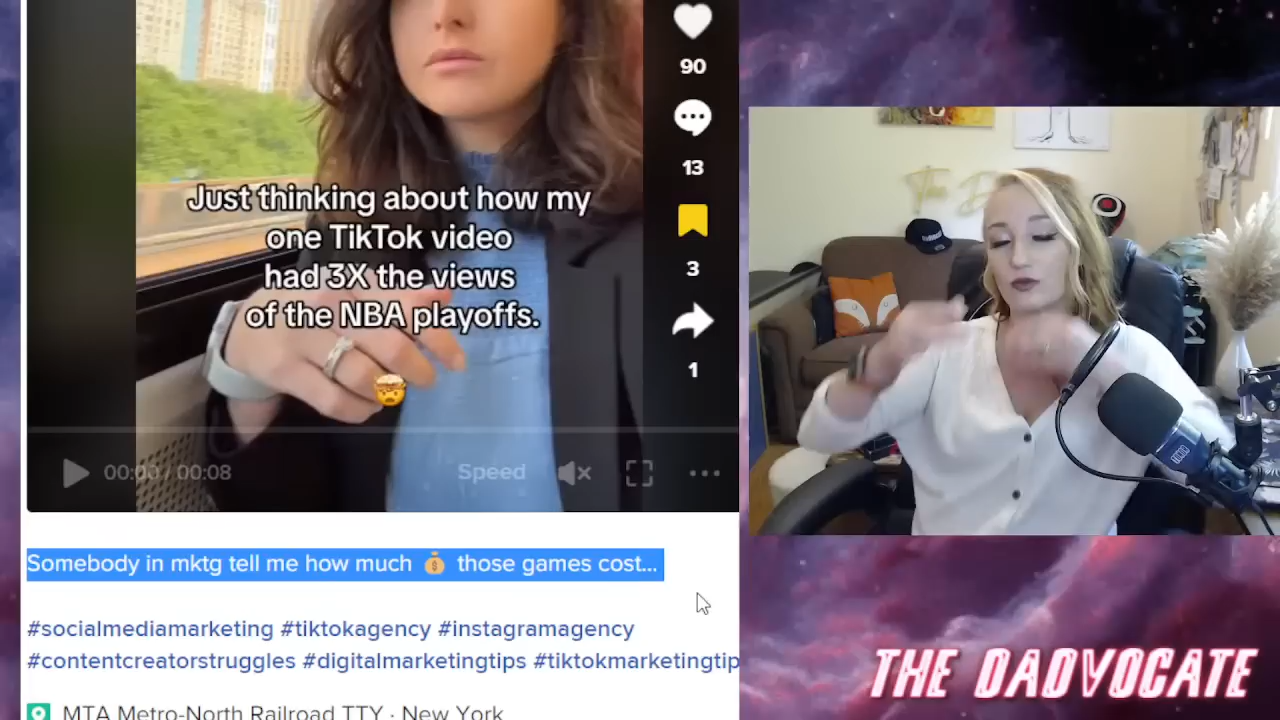 90
13
3
1
Just thinking about how my
one TikTok video
had 3X the views
of the NBA playoffs.
🤯
00:00 / 00:08
Speed
Somebody in mktg tell me how much 💰 those games cost...
#socialmediamarketing #tiktokagency #instagramagency
#contentcreatorstruggles #digitalmarketingtips #tiktokmarketingtip
MTA Metro-North Railroad TTY · New York
THE DADVOCATE